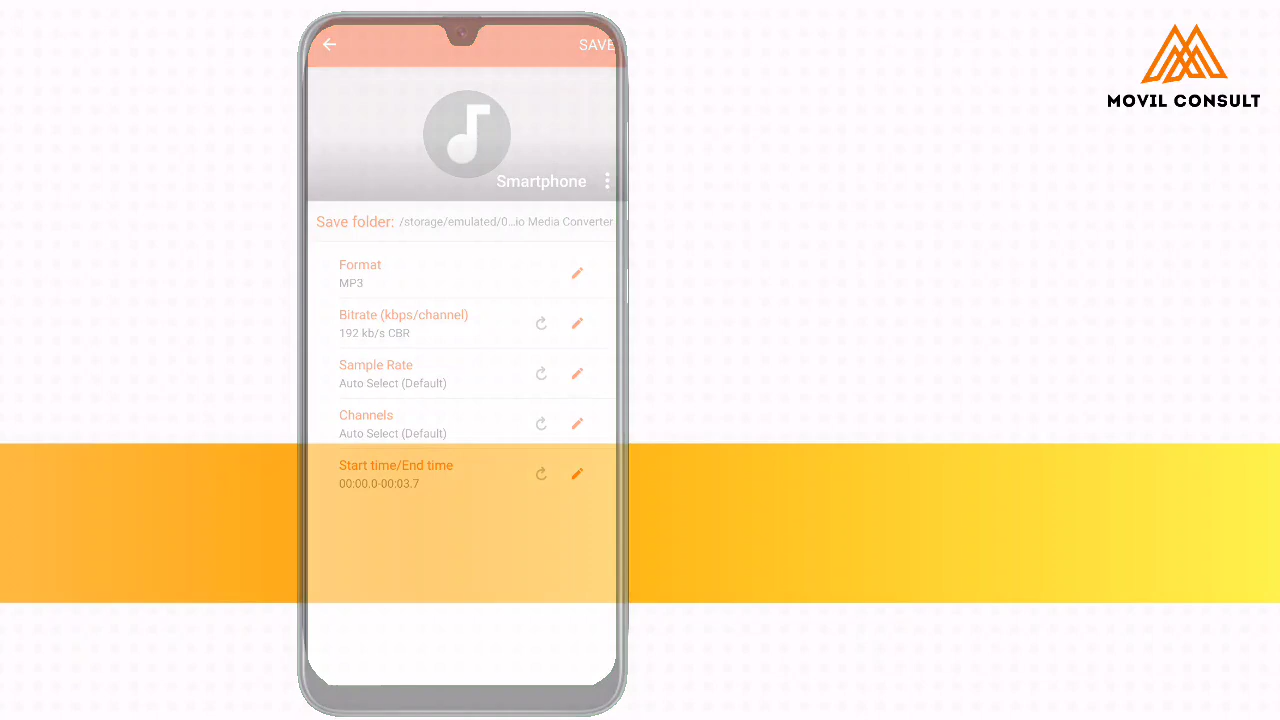 SAVE
MOVIL CONSULT
Smartphone
Save folder: /storage/emulated/0...io Media Converter
Format
MP3
Bitrate (kbps/channel)
192 kb/s CBR
Sample Rate
Auto Select (Default)
Channels
Auto Select (Default)
Start time/End time
00:00.0-00:03.7